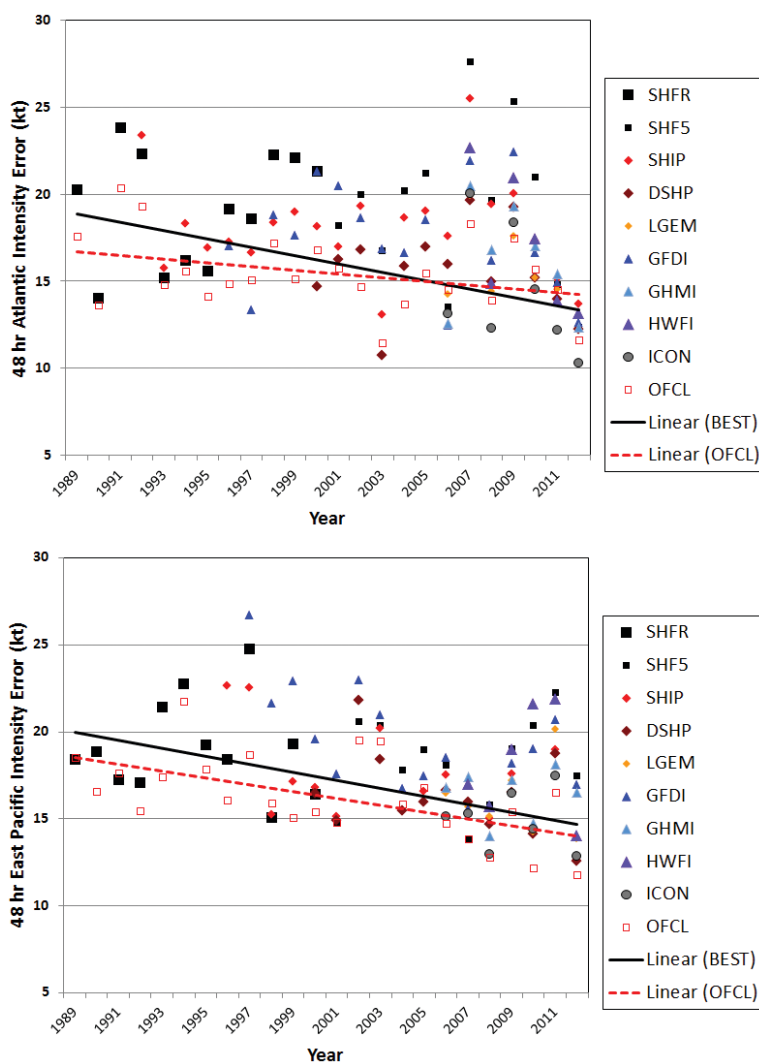 48 hr Atlantic Intensity Error (kt)
30
25
20
15
10
5
1989
1991
1993
1995
1997
1999
2001
2003
2005
2007
2009
2011
Year
SHFR
SHF5
SHIP
DSHP
LGEM
GFDI
GHMI
HWFI
ICON
OFCL
Linear (BEST)
Linear (OFCL)
48 hr East Pacific Intensity Error (kt)
30
25
20
15
10
5
1989
1991
1993
1995
1997
1999
2001
2003
2005
2007
2009
2011
Year
SHFR
SHF5
SHIP
DSHP
LGEM
GFDI
GHMI
HWFI
ICON
OFCL
Linear (BEST)
Linear (OFCL)